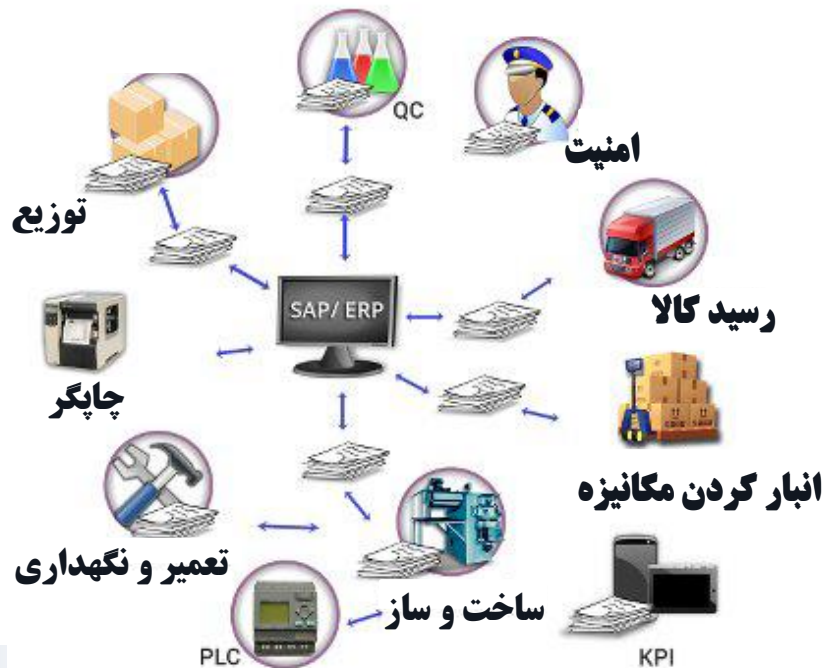 QC
امنیت
توزیع
رسید کالا
SAP/ ERP
چاپگر
انبار کردن مکانیزه
تعمیر و نگهداری
ساخت و ساز
PLC
KPI